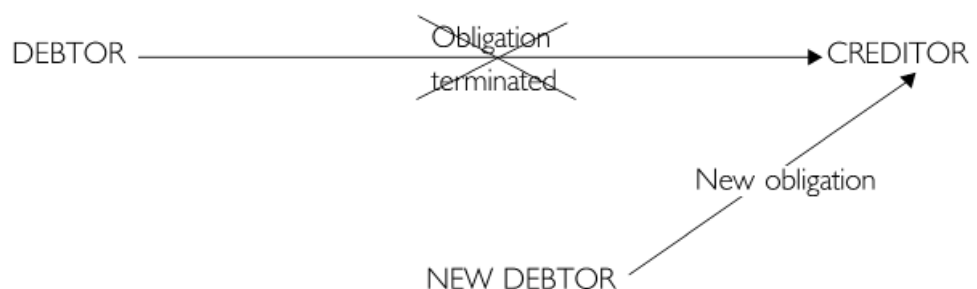 Obligation
DEBTOR
CREDITOR
terminated
New obligation
NEW DEBTOR